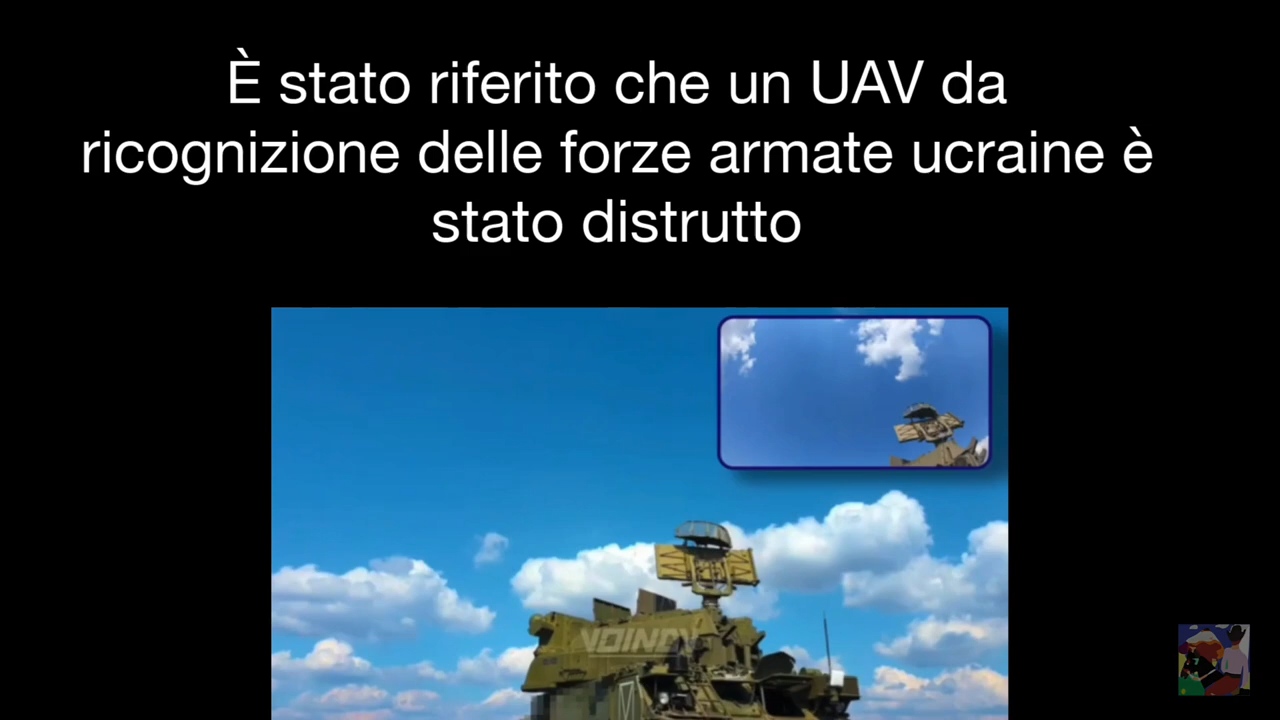 È stato riferito che un UAV da
ricognizione delle forze armate ucraine è
stato distrutto